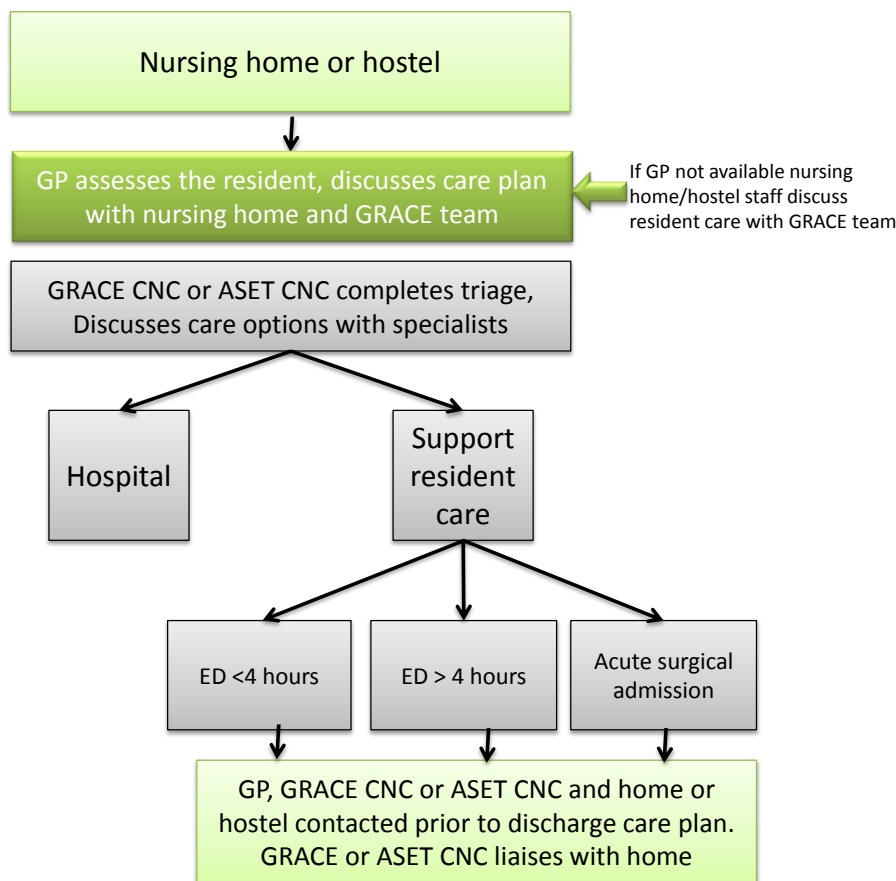 Nursing home or hostel
GP assesses the resident, discusses care plan
with nursing home and GRACE team
If GP not available nursing
home/hostel staff discuss
resident care with GRACE team
GRACE CNC or ASET CNC completes triage,
Discusses care options with specialists
Hospital
Support
resident
care
ED <4 hours
ED > 4 hours
Acute surgical
admission
GP, GRACE CNC or ASET CNC and home or
hostel contacted prior to discharge care plan.
GRACE or ASET CNC liaises with home